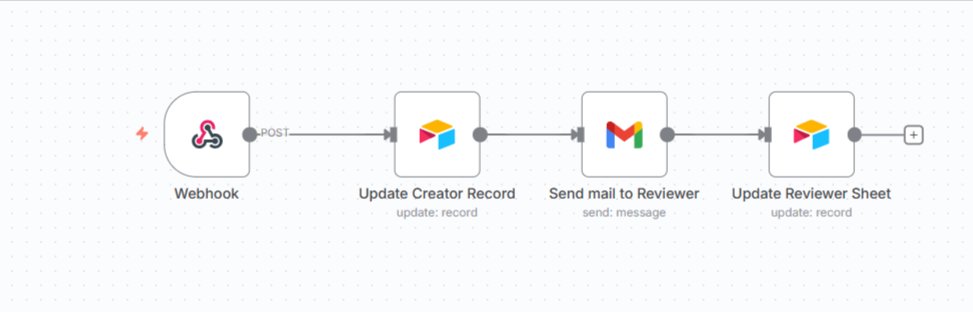 POST
Webhook
Update Creator Record
update: record
Send mail to Reviewer
send: message
Update Reviewer Sheet
update: record